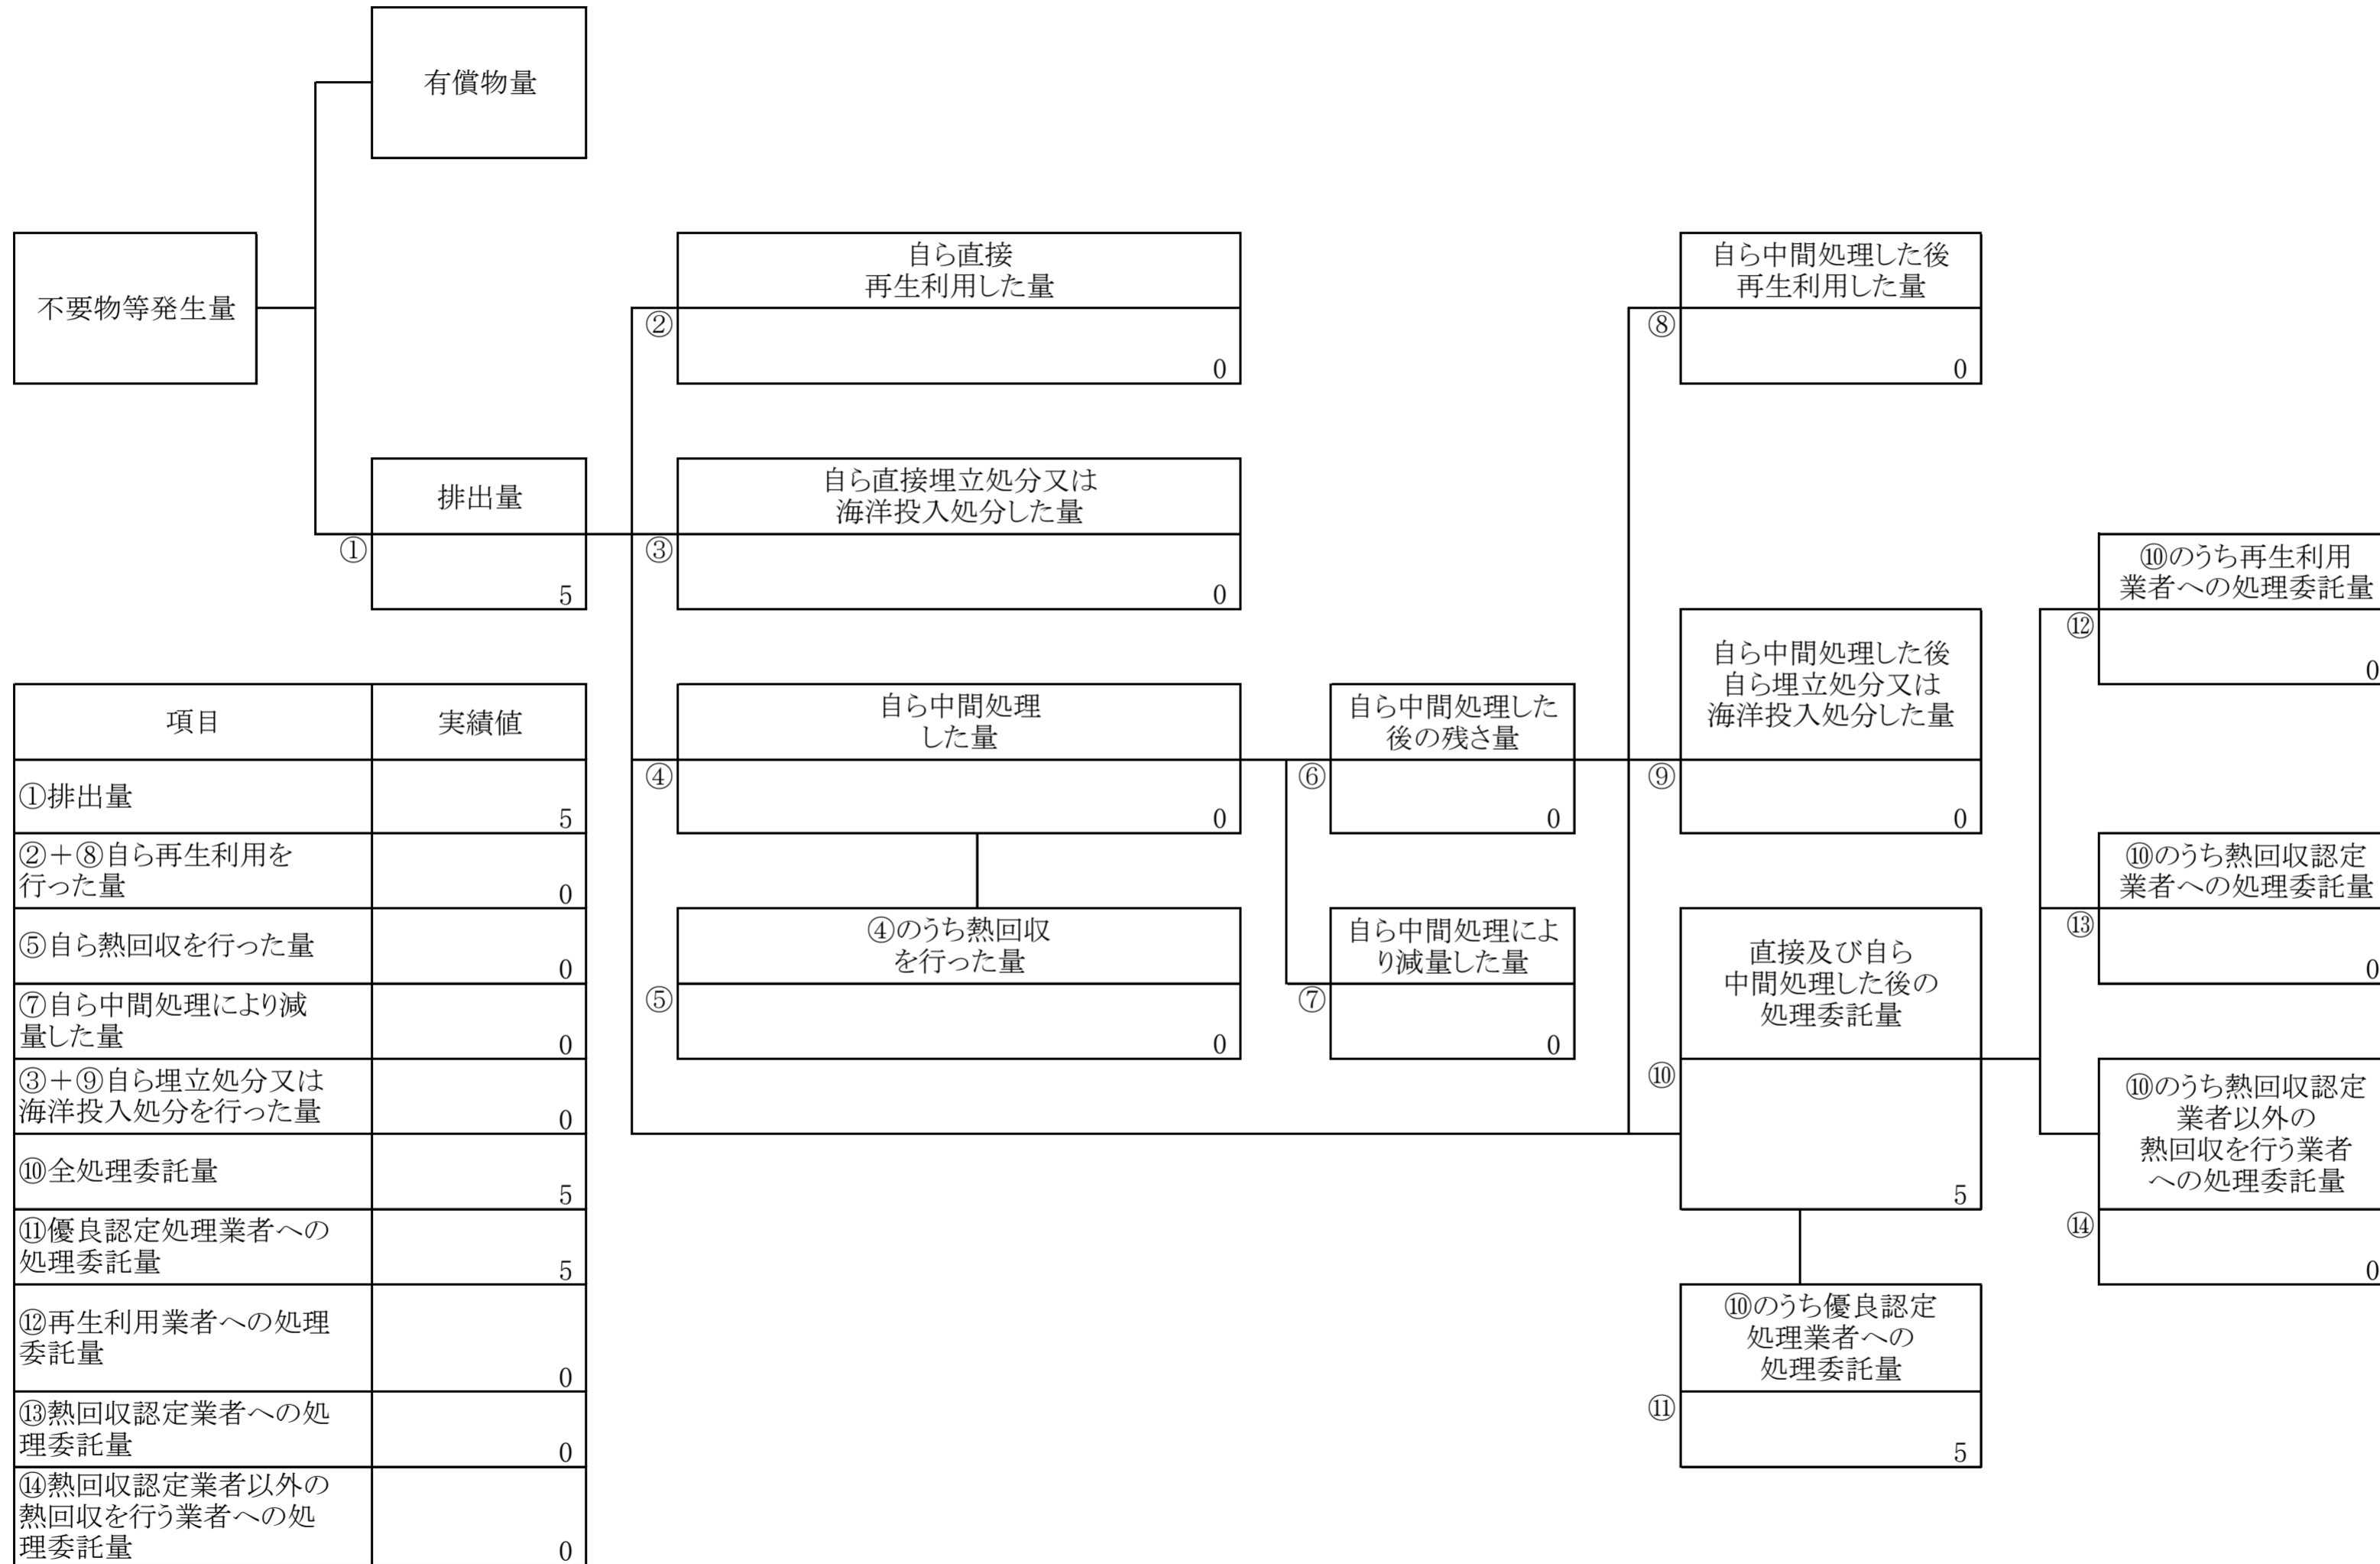 有償物量
不要物等発生量
自ら直接
再生利用した量
②
0
自ら中間処理した後
再生利用した量
⑧
0
排出量
①
5
自ら直接埋立処分又は
海洋投入処分した量
③
0
⑩のうち再生利用
業者への処理委託量
⑫
0
自ら中間処理
した量
④
0
自ら中間処理した
後の残さ量
⑥
0
自ら中間処理した後
自ら埋立処分又は
海洋投入処分した量
⑨
0
⑩のうち熱回収認定
業者への処理委託量
⑬
0
④のうち熱回収
を行った量
⑤
0
自ら中間処理によ
り減量した量
⑦
0
直接及び自ら
中間処理した後の
処理委託量
⑩
5
⑩のうち熱回収認定
業者以外の
熱回収を行う業者
への処理委託量
⑭
0
⑩のうち優良認定
処理業者への
処理委託量
⑪
5
項目 実績値
①排出量
5
②＋⑧自ら再生利用を
行った量
0
⑤自ら熱回収を行った量
0
⑦自ら中間処理により減
量した量
0
③＋⑨自ら埋立処分又は
海洋投入処分を行った量
0
⑩全処理委託量
5
⑪優良認定処理業者への
処理委託量
5
⑫再生利用業者への処理
委託量
0
⑬熱回収認定業者への処
理委託量
0
⑭熱回収認定業者以外の
熱回収を行う業者への処
理委託量
0